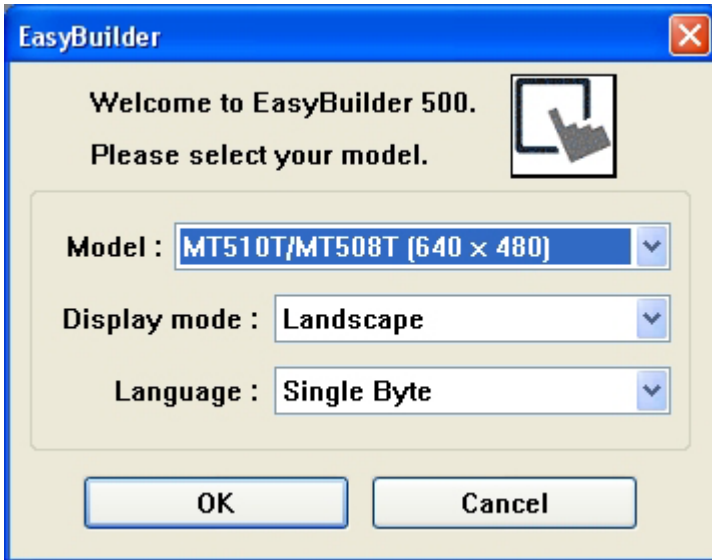 EasyBuilder
Welcome to EasyBuilder 500.
Please select your model.
Model : MT510T/MT508T (640 x 480)
Display mode : Landscape
Language : Single Byte
OK Cancel